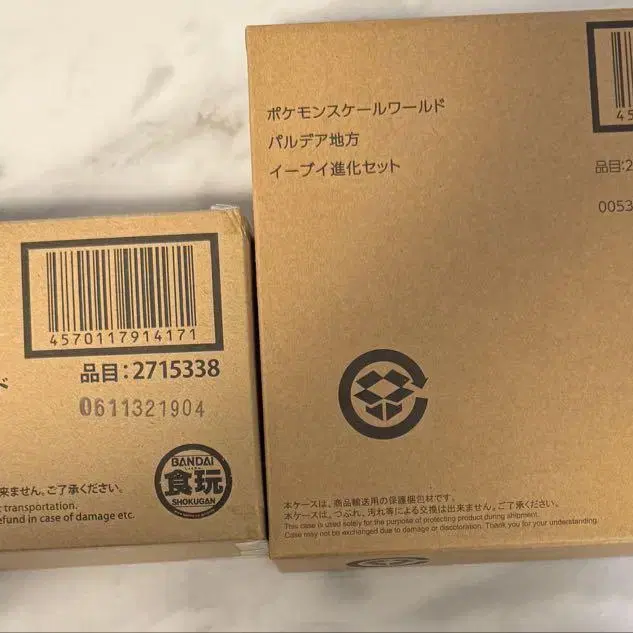 4570117914171
品目:2715338
0611321904
BANDAI
食玩
SHOKUGAN
ド
来ません。ご了承ください。
transportation.
efund in case of damage etc.
ポケモンスケールワールド
パルデア地方
イーブイ進化セット
45
品目:2
0053
本ケースは、商品輸送用の保護梱包材です。
本ケースは、つぶれ、汚れ等による交換は出来ません。ご了承ください。
This case is used solely for the purpose of protecting product during shipment.
Case may not be exchanged due to damage or discoloration. Thank you for your understanding.